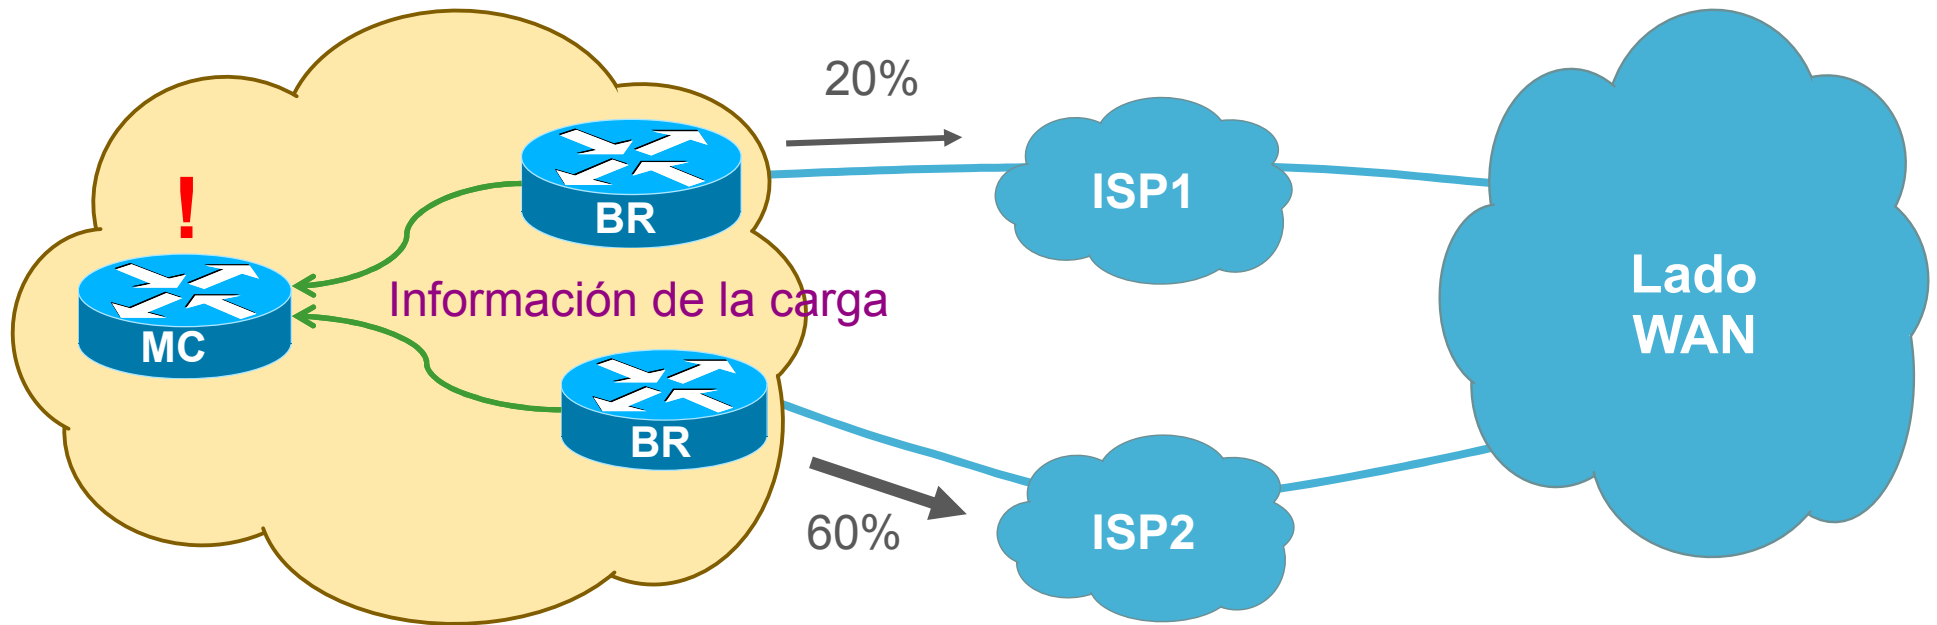 20%
BR
ISP1
!
Información de la carga
MC
Lado
WAN
BR
60%
ISP2